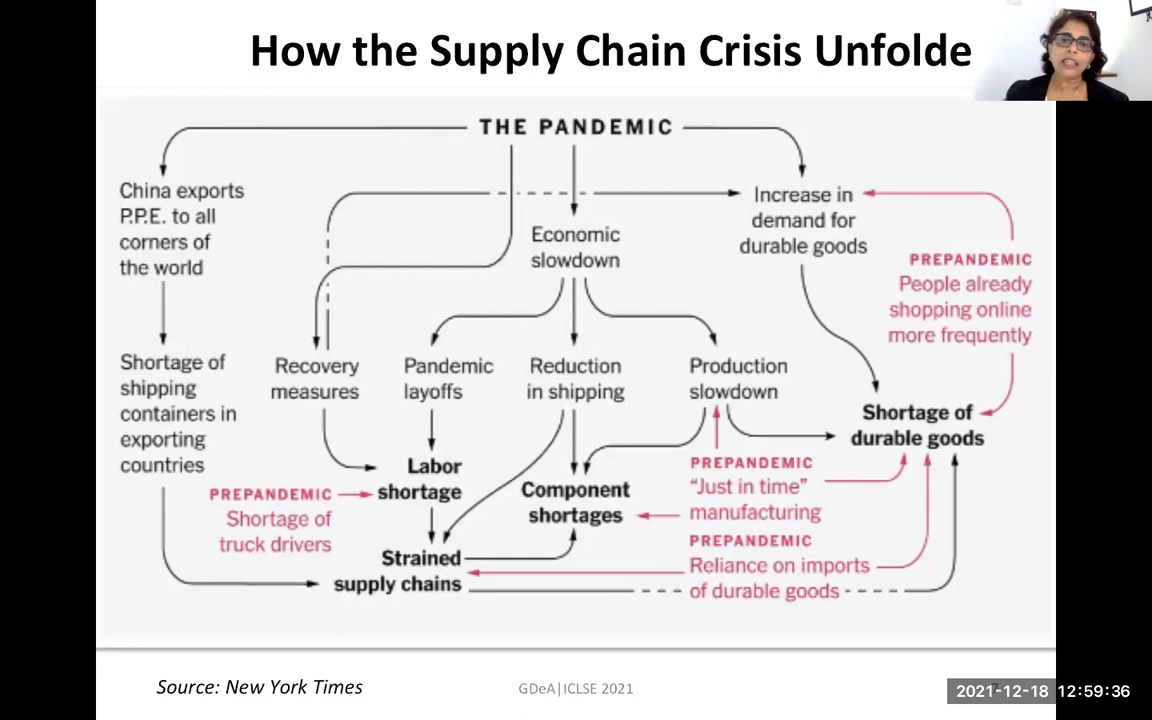 How the Supply Chain Crisis Unfolde
THE PANDEMIC
China exports
P.P.E. to all
corners of
the world
Increase in
demand for
durable goods
Economic
slowdown
PREPANDEMIC
People already
shopping online
more frequently
Shortage of
shipping
containers in
exporting
countries
Recovery
measures
Pandemic
layoffs
Reduction
in shipping
Production
slowdown
Shortage of
durable goods
Labor
shortage
PREPANDEMIC
Shortage of
truck drivers
Component
shortages
PREPANDEMIC
“Just in time”
manufacturing
PREPANDEMIC
Reliance on imports
of durable goods
Strained
supply chains
Source: New York Times
GDeA|ICLSE 2021
2021-12-18 12:59:36